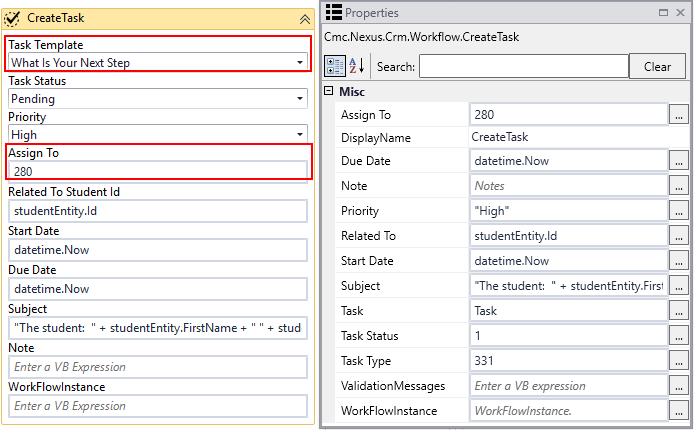 CreateTask
Task Template
What Is Your Next Step
Task Status
Pending
Priority
High
Assign To
280
Related To Student Id
studentEntity.Id
Start Date
datetime.Now
Due Date
datetime.Now
Subject
"The student:  " + studentEntity.FirstName + " " + stud
Note
Enter a VB Expression
WorkFlowInstance
Enter a VB Expression
Properties
Cmc.Nexus.Crm.Workflow.CreateTask
Search: Clear
Misc
Assign To 280 ...
DisplayName CreateTask
Due Date datetime.Now ...
Note Notes ...
Priority "High" ...
Related To studentEntity.Id ...
Start Date datetime.Now ...
Subject "The student:  " + studentEntity.First ...
Task Task ...
Task Status 1 ...
Task Type 331 ...
ValidationMessages Enter a VB expression ...
WorkFlowInstance WorkFlowInstance. ...